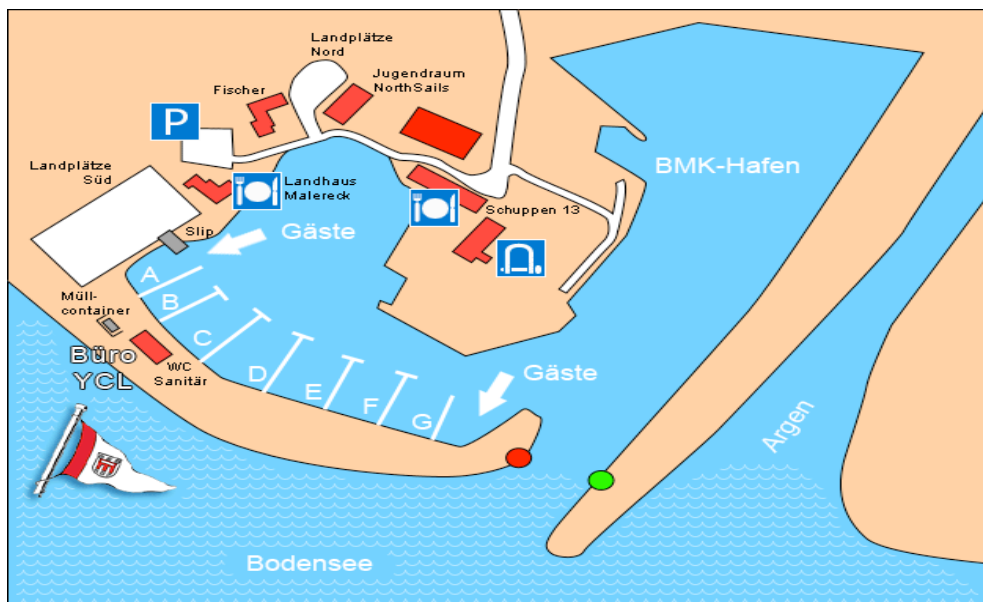 Landplätze
Nord
Jugendraum
NorthSails
Fischer
P
BMK-Hafen
Landplätze
Süd
Landhaus
Malereck
Schuppen 13
Slip
Gäste
A
B
C
D
E
F
G
Müll-
container
Büro
YCL
WC
Sanitär
Gäste
Argen
Bodensee